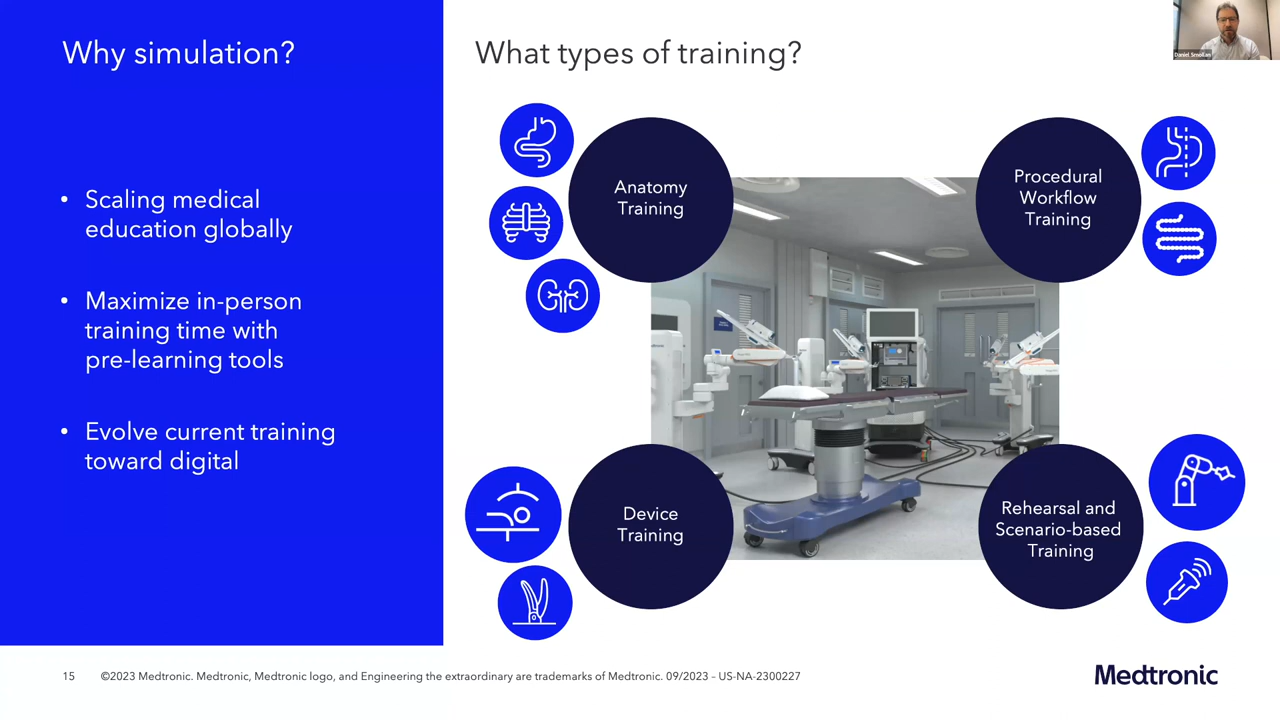 Why simulation?
• Scaling medical
education globally
• Maximize in-person
training time with
pre-learning tools
• Evolve current training
toward digital
What types of training?
Anatomy
Training
Procedural
Workflow
Training
Device
Training
Rehearsal and
Scenario-based
Training
Medtronic
15
©2023 Medtronic. Medtronic, Medtronic logo, and Engineering the extraordinary are trademarks of Medtronic. 09/2023 – US-NA-2300227
Medtronic
Daniel